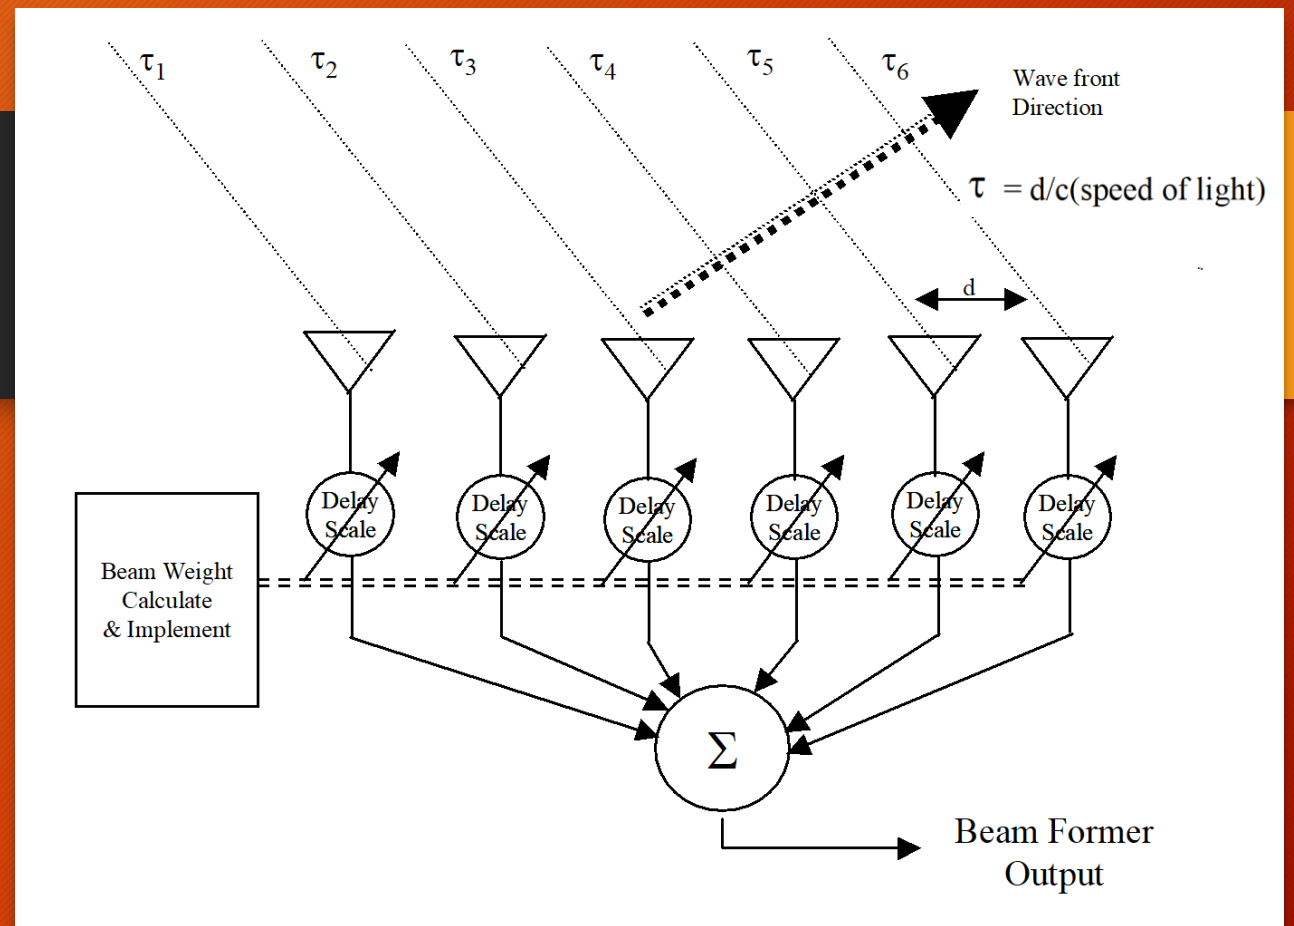 τ1
τ2
τ3
τ4
τ5
τ6
Wave front
Direction
τ = d/c(speed of light)
d
Delay
Scale
Delay
Scale
Delay
Scale
Delay
Scale
Delay
Scale
Delay
Scale
Beam Weight
Calculate
& Implement
Σ
Beam Former
Output